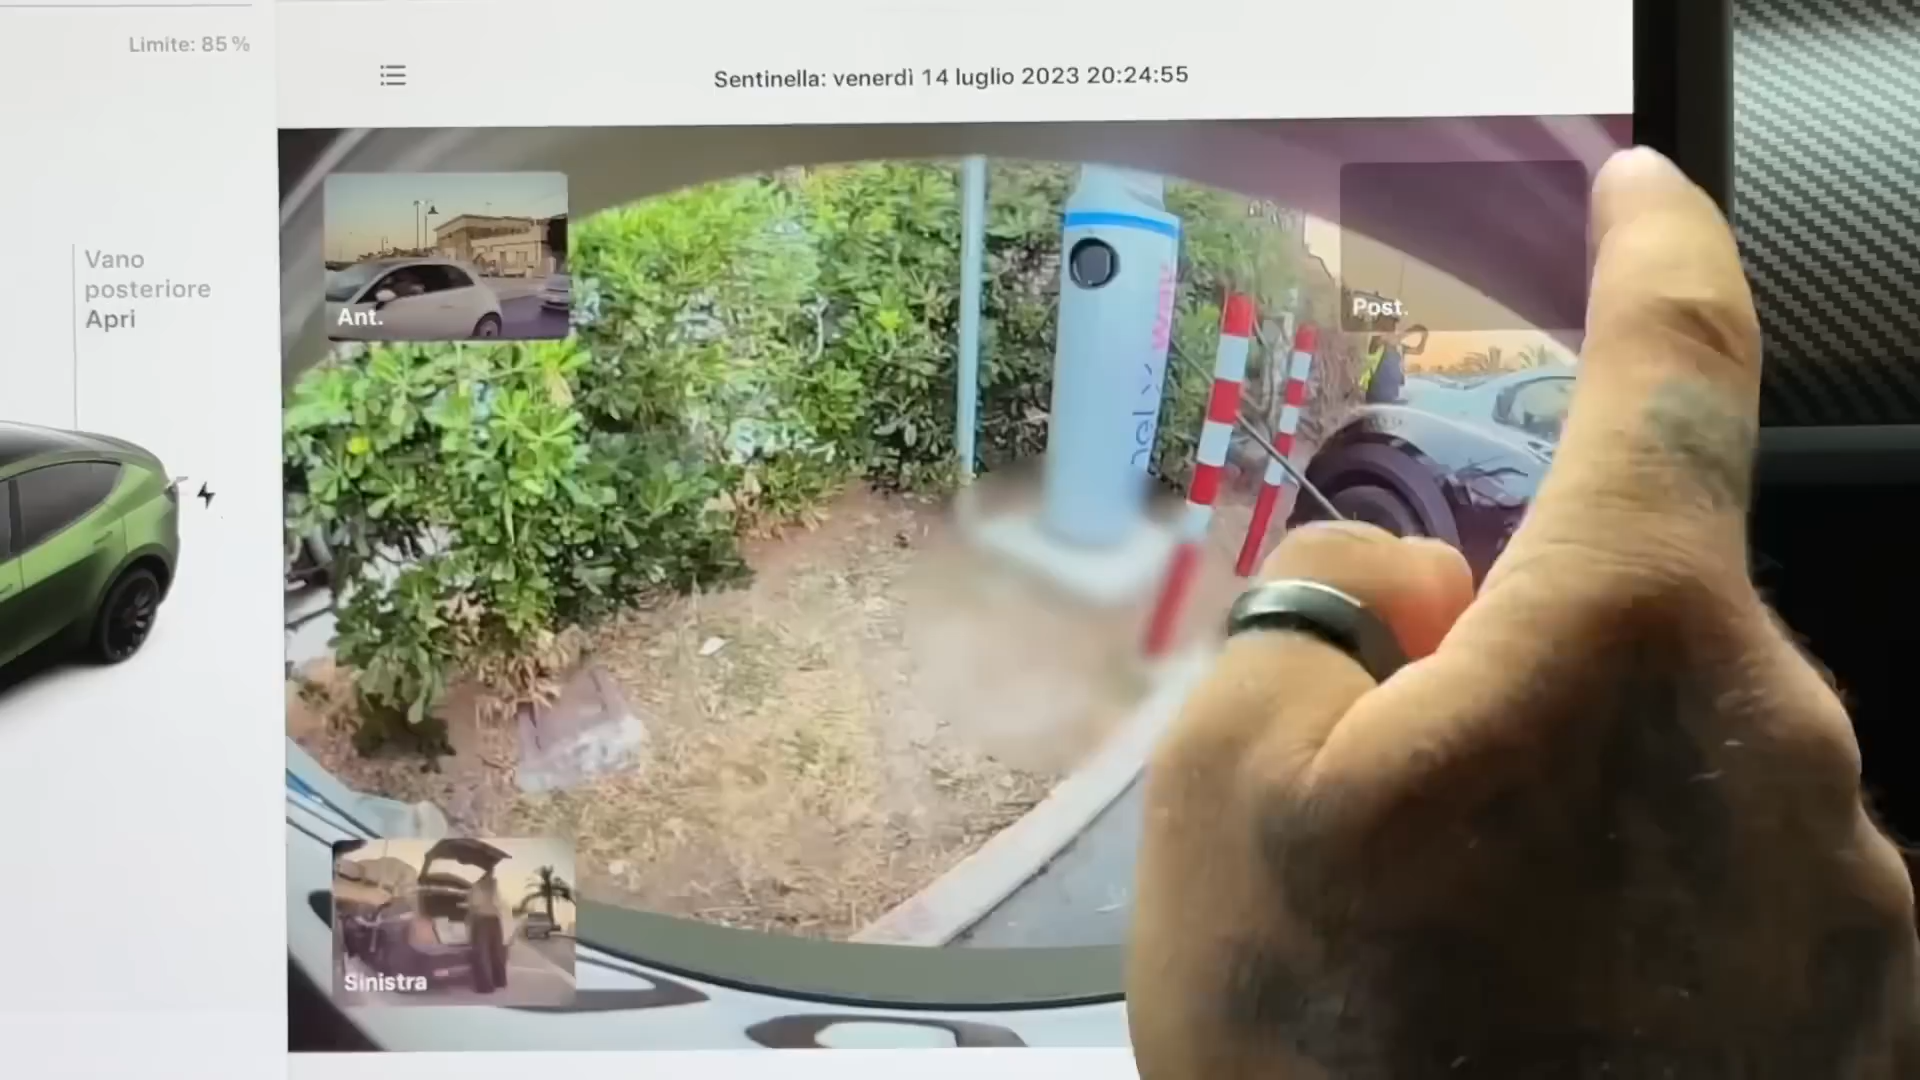 Limite: 85 %
Sentinella: venerdì 14 luglio 2023 20:24:55
Vano
posteriore
Apri
Ant.
Post.
Sinistra